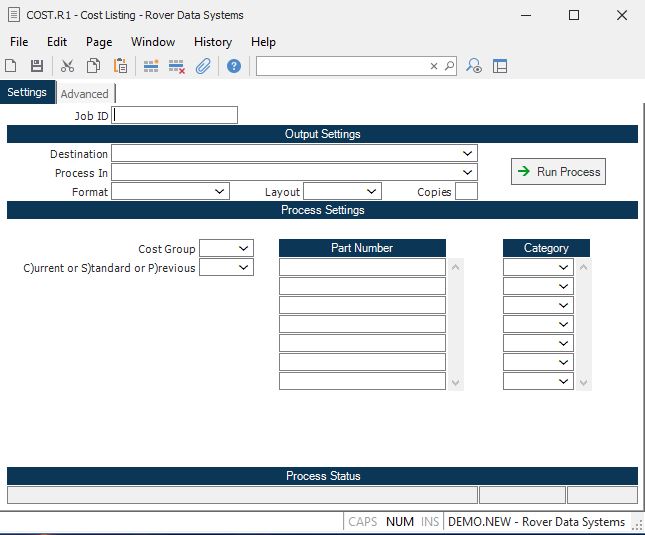 COST.R1 - Cost Listing - Rover Data Systems
File Edit Page Window History Help
Settings Advanced
Job ID
Output Settings
Destination
Process In
Run Process
Format Layout Copies
Process Settings
Cost Group Part Number Category
C)urrent or S)tandard or P)revious
Process Status
CAPS NUM INS DEMO.NEW - Rover Data Systems